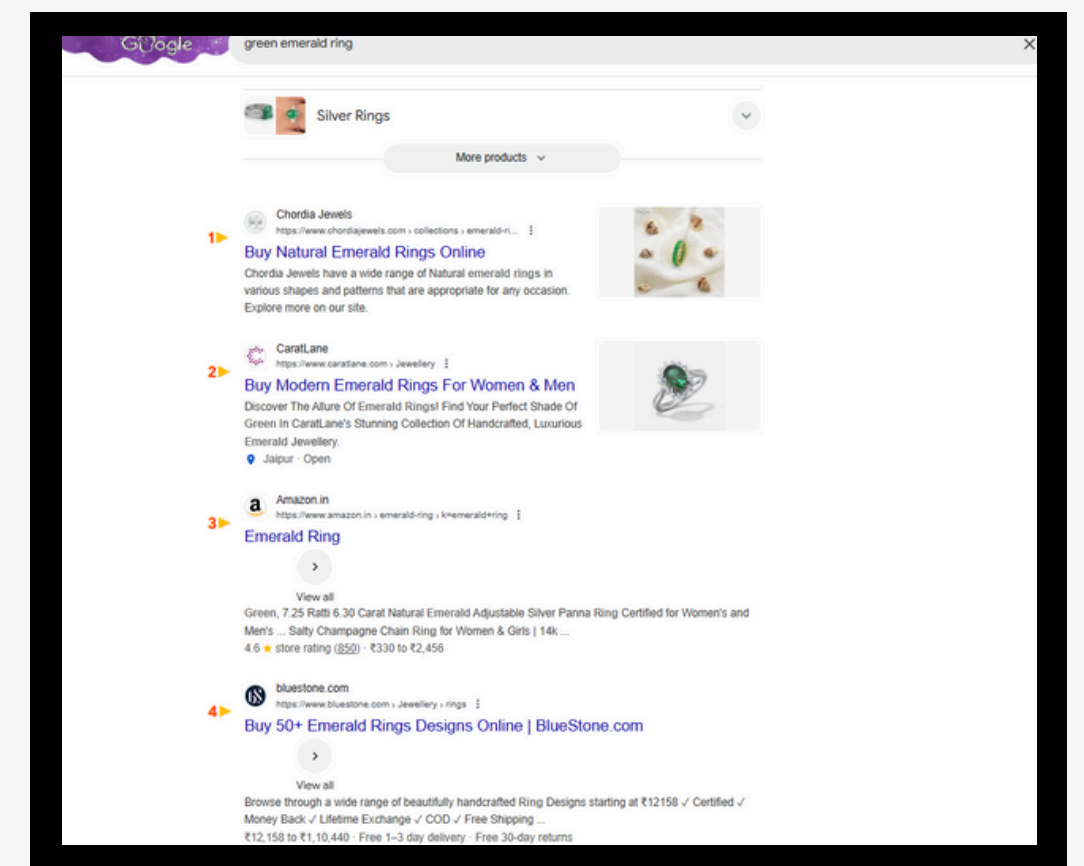 Google
green emerald ring
Silver Rings
More products
Chordia Jewels
https://www.chordiajewels.com › collections › emerald-ri...
1
Buy Natural Emerald Rings Online
Chordia Jewels have a wide range of Natural emerald rings in
various shapes and patterns that are appropriate for any occasion.
Explore more on our site.
CaratLane
https://www.caratlane.com › Jewellery
2
Buy Modern Emerald Rings For Women & Men
Discover The Allure Of Emerald Rings! Find Your Perfect Shade Of
Green In CaratLane's Stunning Collection Of Handcrafted, Luxurious
Emerald Jewellery.
Jaipur · Open
Amazon.in
https://www.amazon.in › emerald-ring › k=emerald+ring
3
Emerald Ring
View all
Green, 7.25 Ratti 6.30 Carat Natural Emerald Adjustable Silver Panna Ring Certified for Women's and
Men's ... Salty Champagne Chain Ring for Women & Girls | 14k ...
4.6 ★ store rating (850) · ₹330 to ₹2,456
bluestone.com
https://www.bluestone.com › Jewellery › rings
4
Buy 50+ Emerald Rings Designs Online | BlueStone.com
View all
Browse through a wide range of beautifully handcrafted Ring Designs starting at ₹12158 ✓ Certified ✓
Money Back ✓ Lifetime Exchange ✓ COD ✓ Free Shipping ...
₹12,158 to ₹1,10,440 · Free 1–3 day delivery · Free 30-day returns